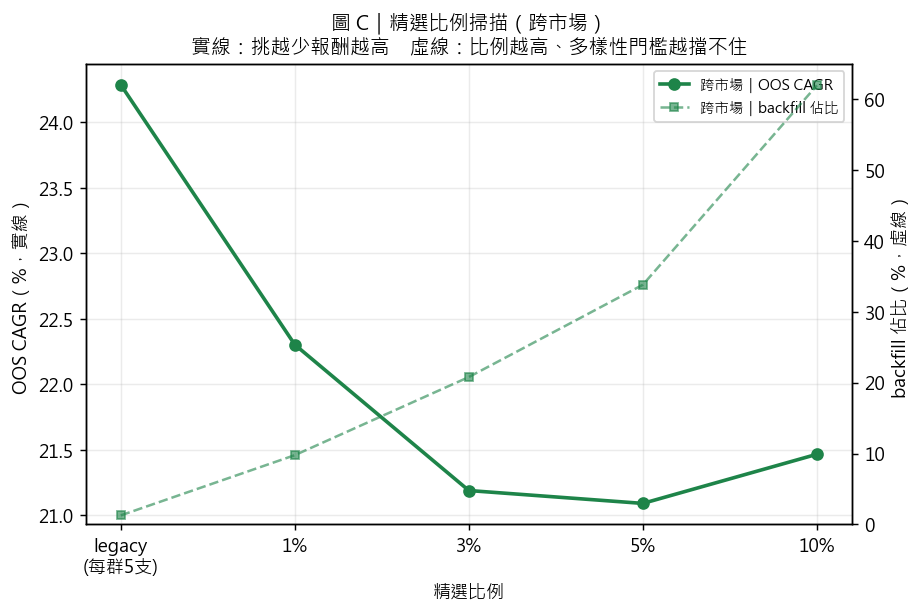 圖 C｜精選比例掃描（跨市場）
實線：挑越少報酬越高　虛線：比例越高、多樣性門檻越擋不住
跨市場｜OOS CAGR
跨市場｜backfill 佔比
OOS CAGR（％，實線）
24.0
23.5
23.0
22.5
22.0
21.5
21.0
60
50
40
30
20
10
0
backfill 佔比（％，虛線）
legacy
(每群5支)
1%
3%
5%
10%
精選比例